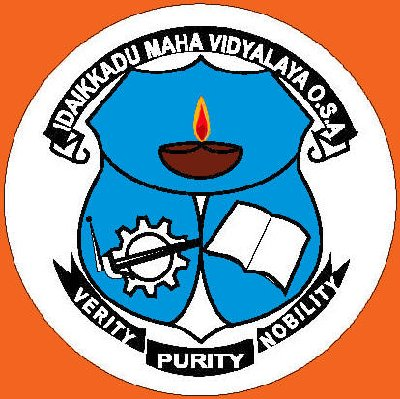 IDAIKKADU MAHA VIDYALAYA O.S.A
VERITY
PURITY
NOBILITY